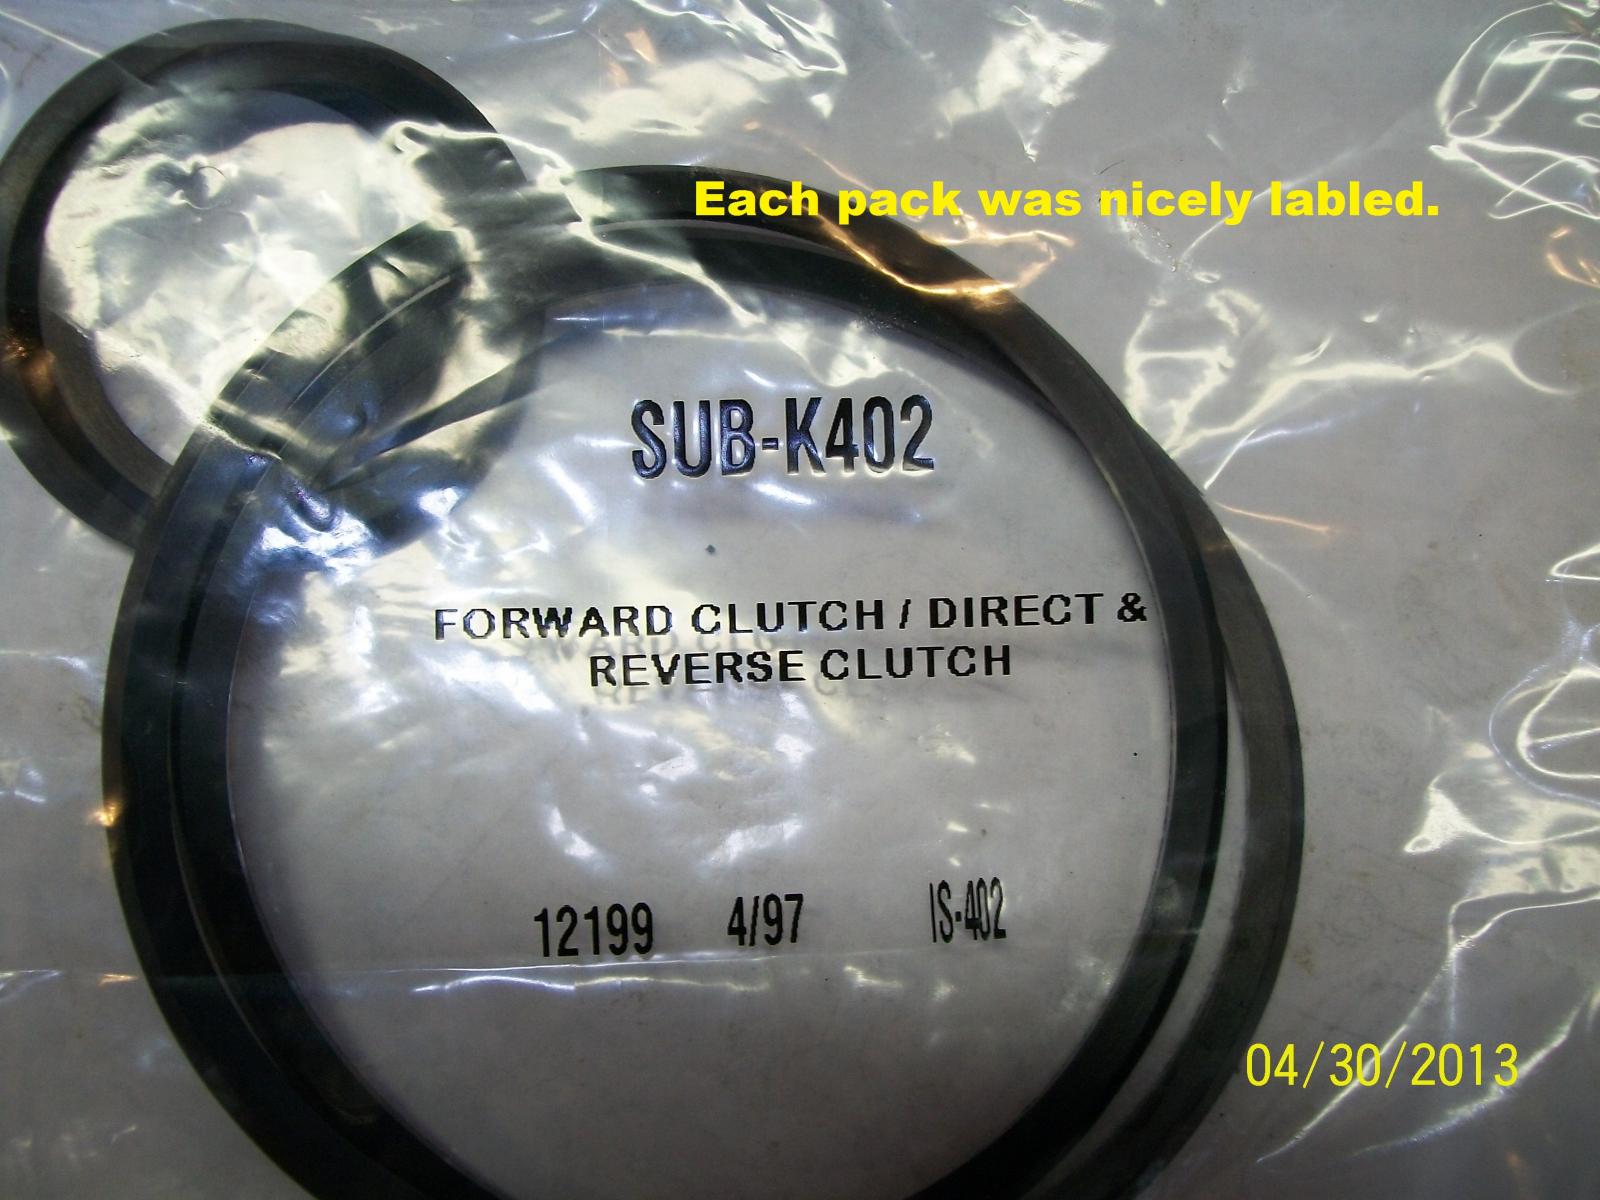 Each pack was nicely labled.
SUB-K402
FORWARD CLUTCH / DIRECT &
REVERSE CLUTCH
12199 4/97 IS-402
04/30/2013